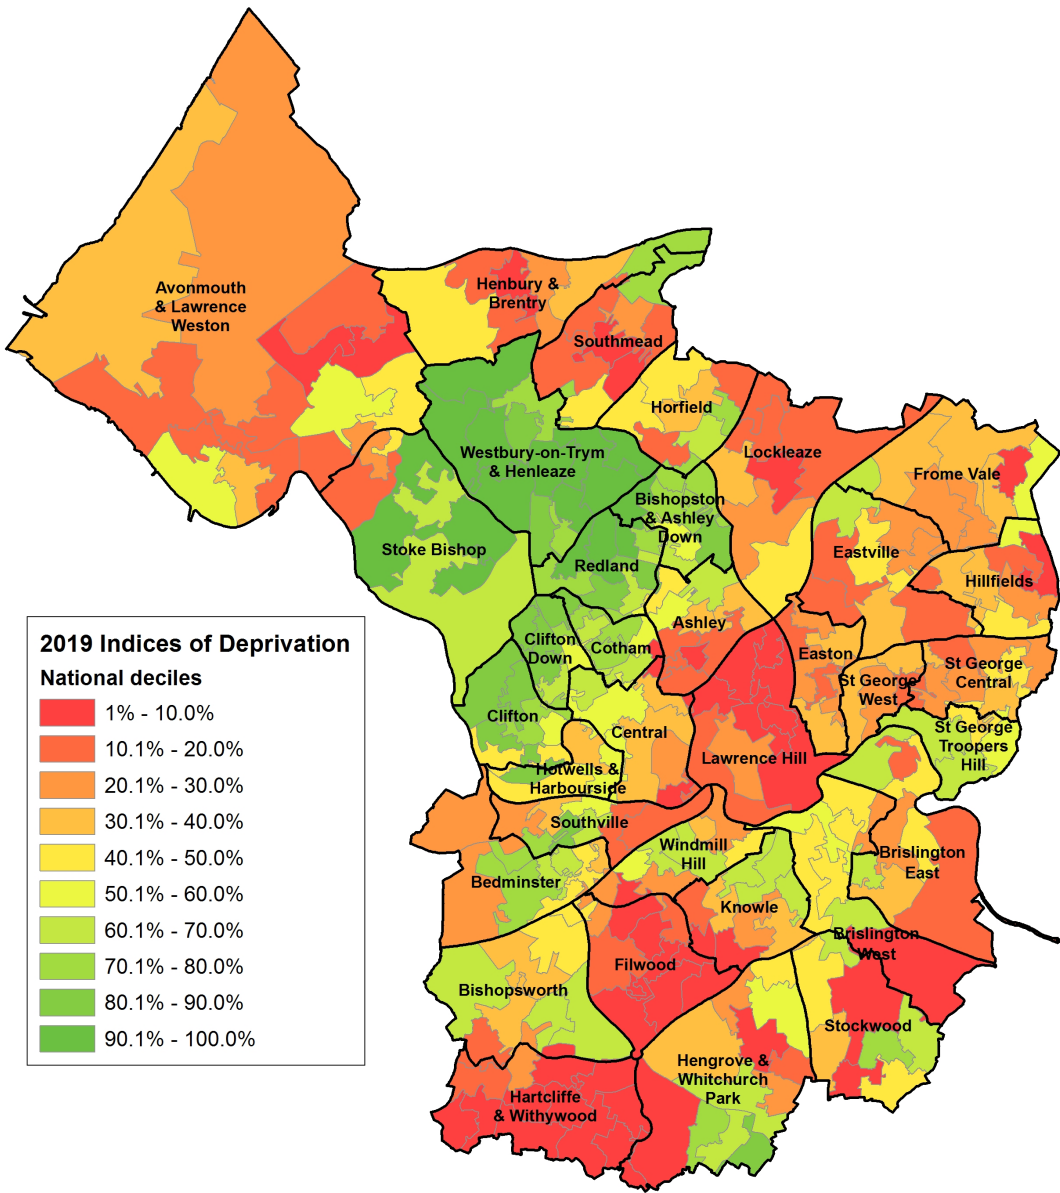 Avonmouth
& Lawrence
Weston
Henbury &
Brentry
Southmead
Horfield
Lockleaze
Westbury-on-Trym
& Henleaze
Frome Vale
Bishopston
& Ashley
Down
Stoke Bishop
Eastville
Redland
Hillfields
Ashley
Clifton
Down
Cotham
Easton
St George
Central
St George
West
Clifton
Central
St George
Troopers
Hill
Lawrence Hill
Hotwells &
Harbourside
Southville
Windmill
Hill
Brislington
East
Bedminster
Knowle
Brislington
West
Filwood
Bishopsworth
Stockwood
Hengrove &
Whitchurch
Park
Hartcliffe
& Withywood
2019 Indices of Deprivation
National deciles
1% - 10.0%
10.1% - 20.0%
20.1% - 30.0%
30.1% - 40.0%
40.1% - 50.0%
50.1% - 60.0%
60.1% - 70.0%
70.1% - 80.0%
80.1% - 90.0%
90.1% - 100.0%